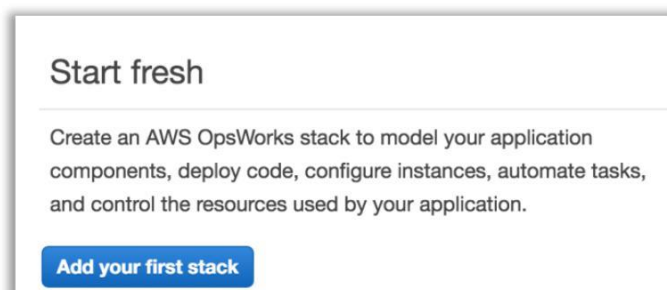 Start fresh
Create an AWS OpsWorks stack to model your application
components, deploy code, configure instances, automate tasks,
and control the resources used by your application.
Add your first stack